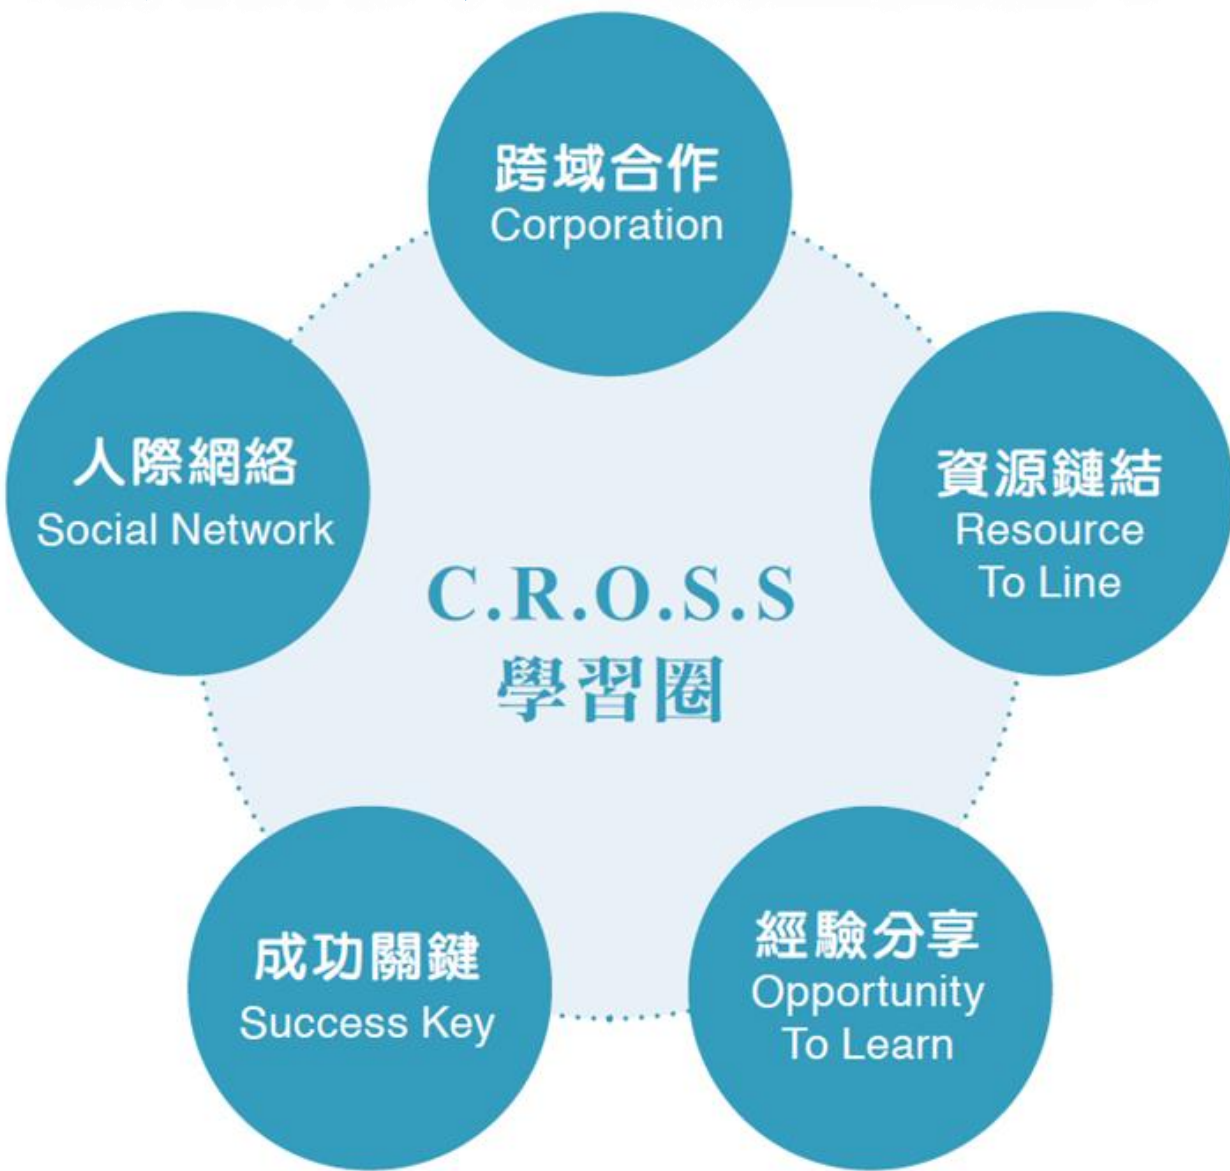 跨域合作
Corporation
人際網絡
Social Network
資源鏈結
Resource
To Line
C.R.O.S.S
學習圈
成功關鍵
Success Key
經驗分享
Opportunity
To Learn